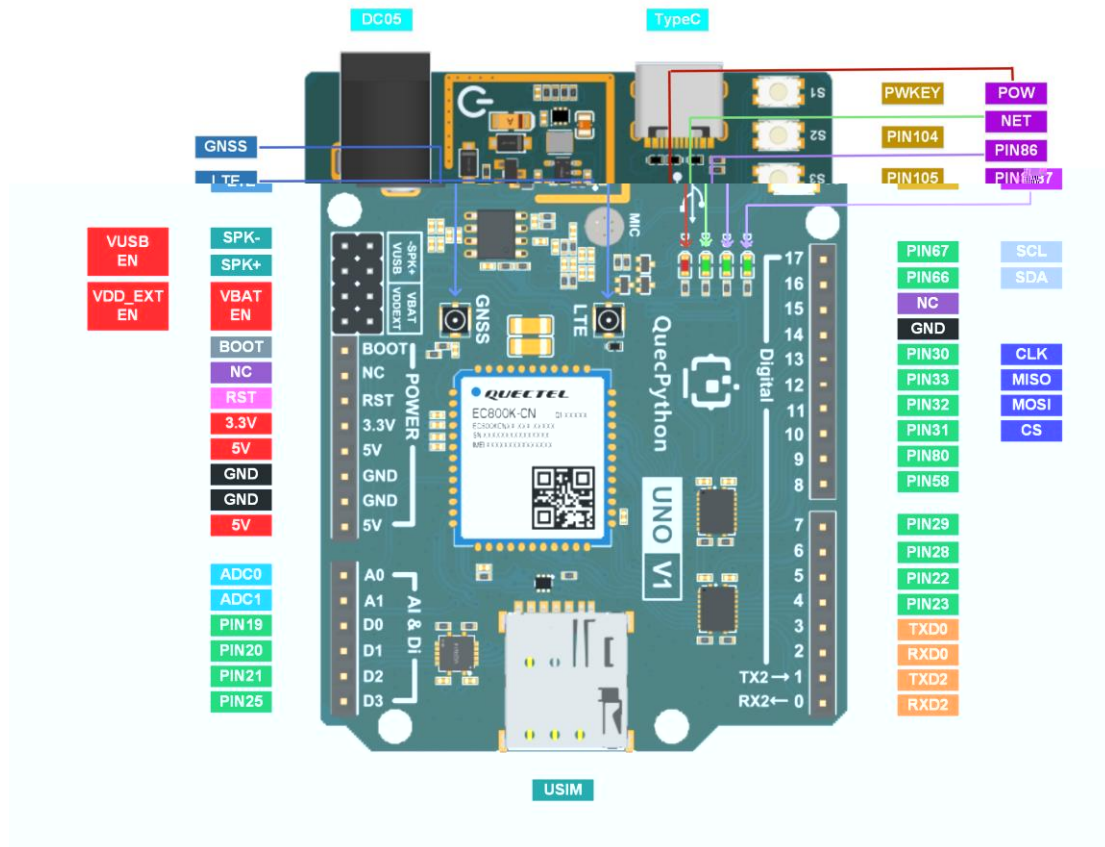 DC05
TypeC
S1
PWKEY
POW
NET
S2
PIN104
GNSS
PIN86
S3
PIN105
LTE
MIC
VUSB
EN
SPK-
SPK+
-SPK+
VUSB
VDD_EXT
EN
VBAT
EN
VBAT
VDDEXT
GNSS
LTE
BOOT
NC
RST
3.3V
5V
GND
GND
5V
BOOT
NC
RST
3.3V
5V
GND
GND
5V
POWER
QUECTEL
EC800K-CN
QuecPython
UNO V1
ADC0
ADC1
PIN19
PIN20
PIN21
PIN25
A0
A1
D0
D1
D2
D3
AI & Di
Digital
17
16
15
14
13
12
11
10
9
8
7
6
5
4
3
2
TX2→1
RX2←0
PIN67
SCL
PIN66
SDA
NC
GND
PIN30
CLK
PIN33
MISO
PIN32
MOSI
PIN31
CS
PIN80
PIN58
PIN29
PIN28
PIN22
PIN23
TXD0
RXD0
TXD2
RXD2
USIM